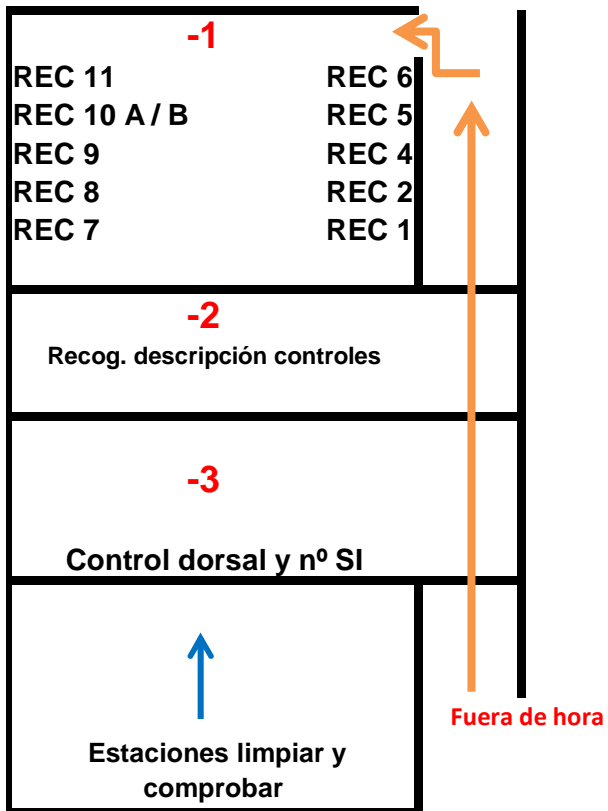 -1
REC 11 REC 6
REC 10 A / B REC 5
REC 9 REC 4
REC 8 REC 2
REC 7 REC 1
-2
Recog. descripción controles
-3
Control dorsal y nº SI
Fuera de hora
Estaciones limpiar y
comprobar